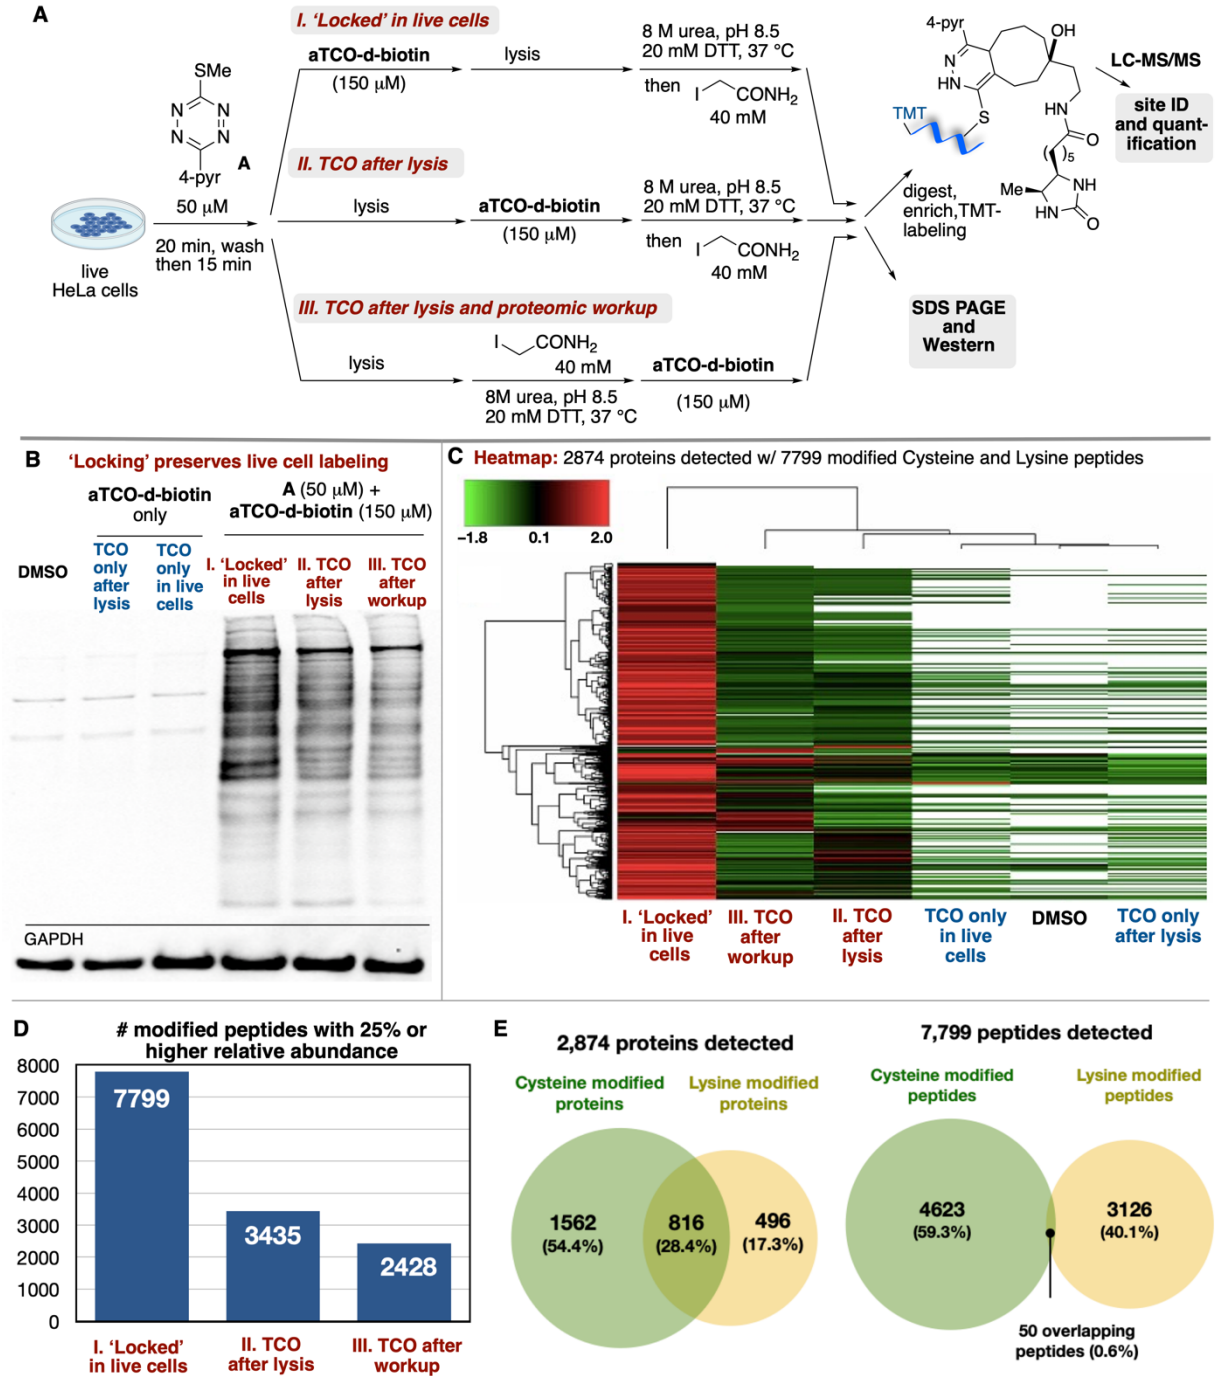 A
I. ‘Locked’ in live cells
aTCO-d-biotin
(150 μM)
lysis
8 M urea, pH 8.5
20 mM DTT, 37 °C
then
I
CONH2
40 mM
SMe
N
N
N
N
4-pyr
A
50 μM
20 min, wash
then 15 min
live
HeLa cells
II. TCO after lysis
lysis
aTCO-d-biotin
(150 μM)
8 M urea, pH 8.5
20 mM DTT, 37 °C
then
I
CONH2
40 mM
III. TCO after lysis and proteomic workup
lysis
I
CONH2
40 mM
8M urea, pH 8.5
20 mM DTT, 37 °C
aTCO-d-biotin
(150 μM)
4-pyr
OH
N
NH
S
TMT
HN
O
( )5
Me
NH
HN
O
LC-MS/MS
site ID
and quant-
ification
digest,
enrich,TMT-
labeling
SDS PAGE
and
Western
B
‘Locking’ preserves live cell labeling
aTCO-d-biotin
only
A (50 μM) +
aTCO-d-biotin (150 μM)
DMSO
TCO
only
after
lysis
TCO
only
in live
cells
I. ‘Locked’
in live
cells
II. TCO
after
lysis
III. TCO
after
workup
GAPDH
C
Heatmap: 2874 proteins detected w/ 7799 modified Cysteine and Lysine peptides
−1.8 0.1 2.0
I. ‘Locked’
in live
cells
III. TCO
after
workup
II. TCO
after
lysis
TCO only
in live
cells
DMSO
TCO only
after lysis
D
# modified peptides with 25% or
higher relative abundance
8000
7000
6000
5000
4000
3000
2000
1000
0
7799
3435
2428
I. ‘Locked’
in live cells
II. TCO
after lysis
III. TCO after
workup
E
2,874 proteins detected
Cysteine modified
proteins
Lysine modified
proteins
1562
(54.4%)
816
(28.4%)
496
(17.3%)
7,799 peptides detected
Cysteine modified
peptides
Lysine modified
peptides
4623
(59.3%)
3126
(40.1%)
50 overlapping
peptides (0.6%)